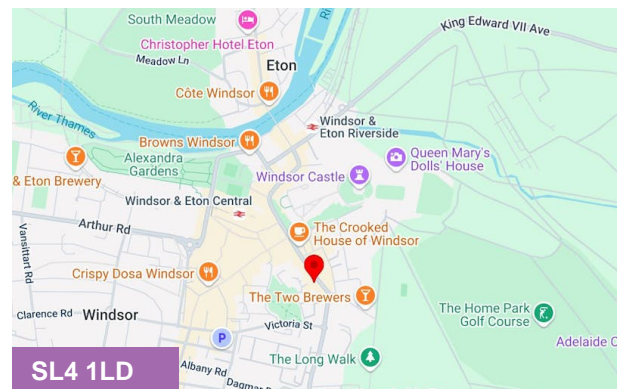 South Meadow
King Edward VII Ave
Christopher Hotel Eton
Meadow Ln
Eton
Côte Windsor
River Thames
Windsor &
Eton Riverside
Browns Windsor
Queen Mary's
Dolls' House
& Eton Brewery
Alexandra
Gardens
Windsor Castle
Windsor & Eton Central
Arthur Rd
Vansittart Rd
The Crooked
House of Windsor
Crispy Dosa Windsor
The Two Brewers
The Home Park
Golf Course
Clarence Rd
Windsor
Victoria St
P
Adelaide C
The Long Walk
Albany Rd
SL4 1LD